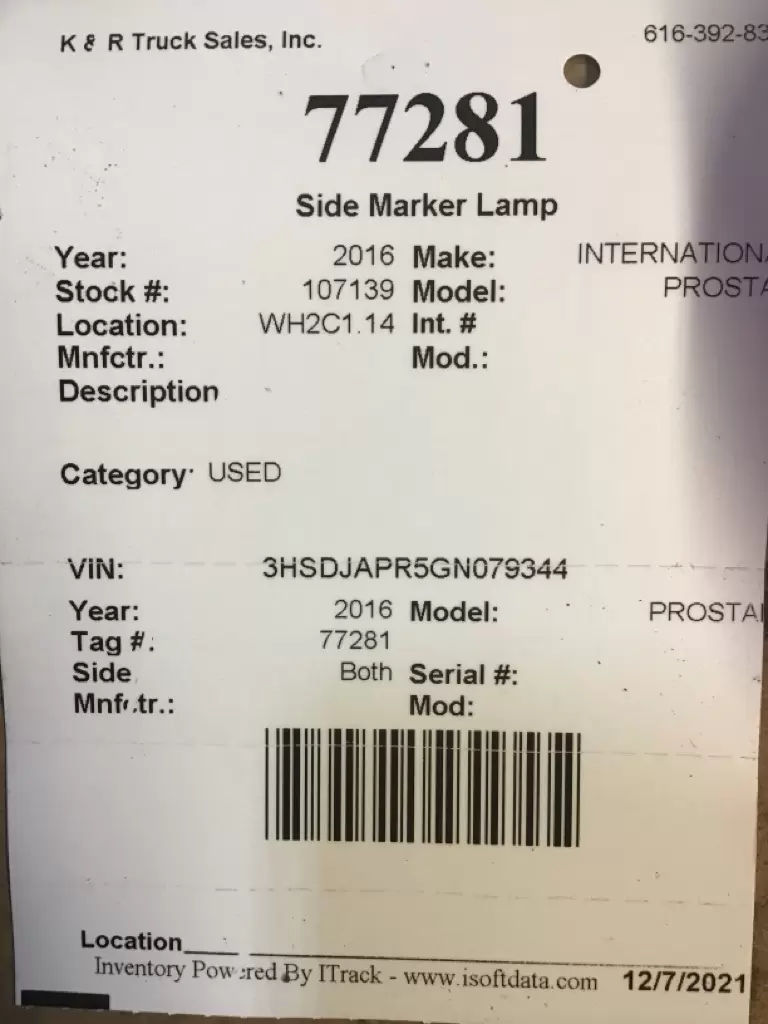 K & R Truck Sales, Inc. 616-392-83
77281
Side Marker Lamp
Year: 2016 Make: INTERNATIONA
Stock #: 107139 Model: PROSTA
Location: WH2C1.14 Int. #
Mnfctr.: Mod.:
Description
Category: USED
VIN: 3HSDJAPR5GN079344
Year: 2016 Model: PROSTAI
Tag #: 77281
Side Both Serial #:
Mnfctr.: Mod:
Location
Inventory Powered By ITrack - www.isoftdata.com 12/7/2021